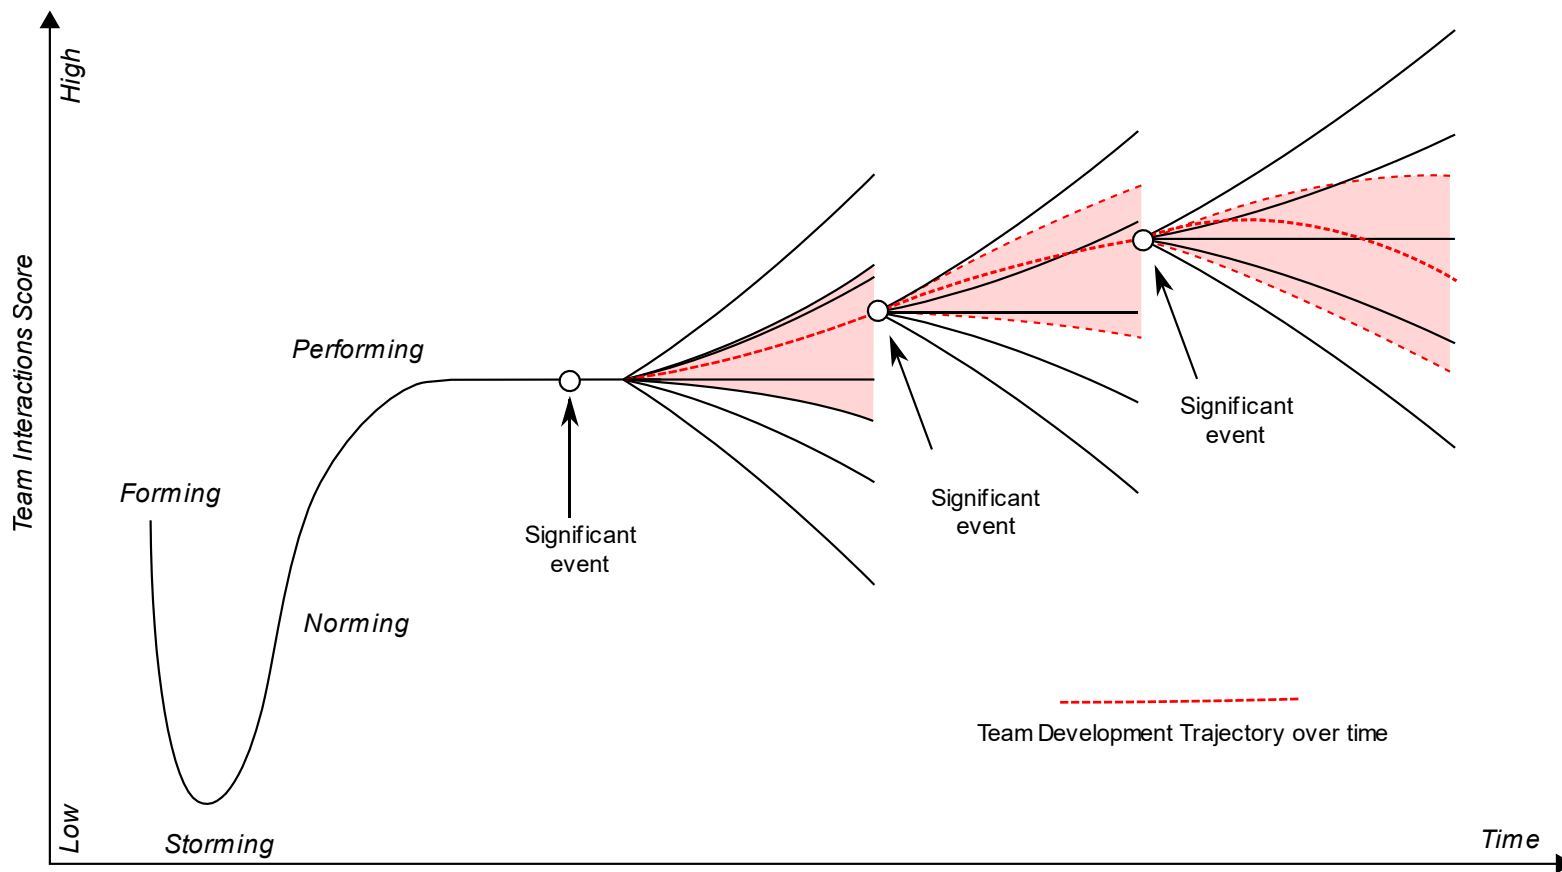 High
Team Interactions Score
Low
Forming
Storming
Norming
Performing
Significant
event
Significant
event
Significant
event
Team Development Trajectory over time
Time